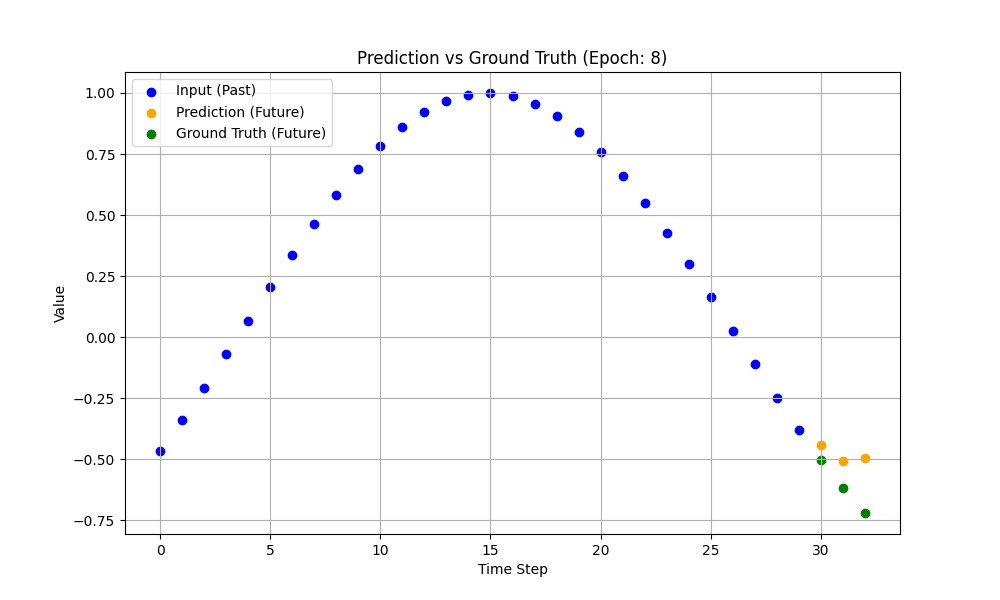 Prediction vs Ground Truth (Epoch: 8)
Input (Past)
Prediction (Future)
Ground Truth (Future)
Value
1.00
0.75
0.50
0.25
0.00
−0.25
−0.50
−0.75
0 5 10 15 20 25 30
Time Step